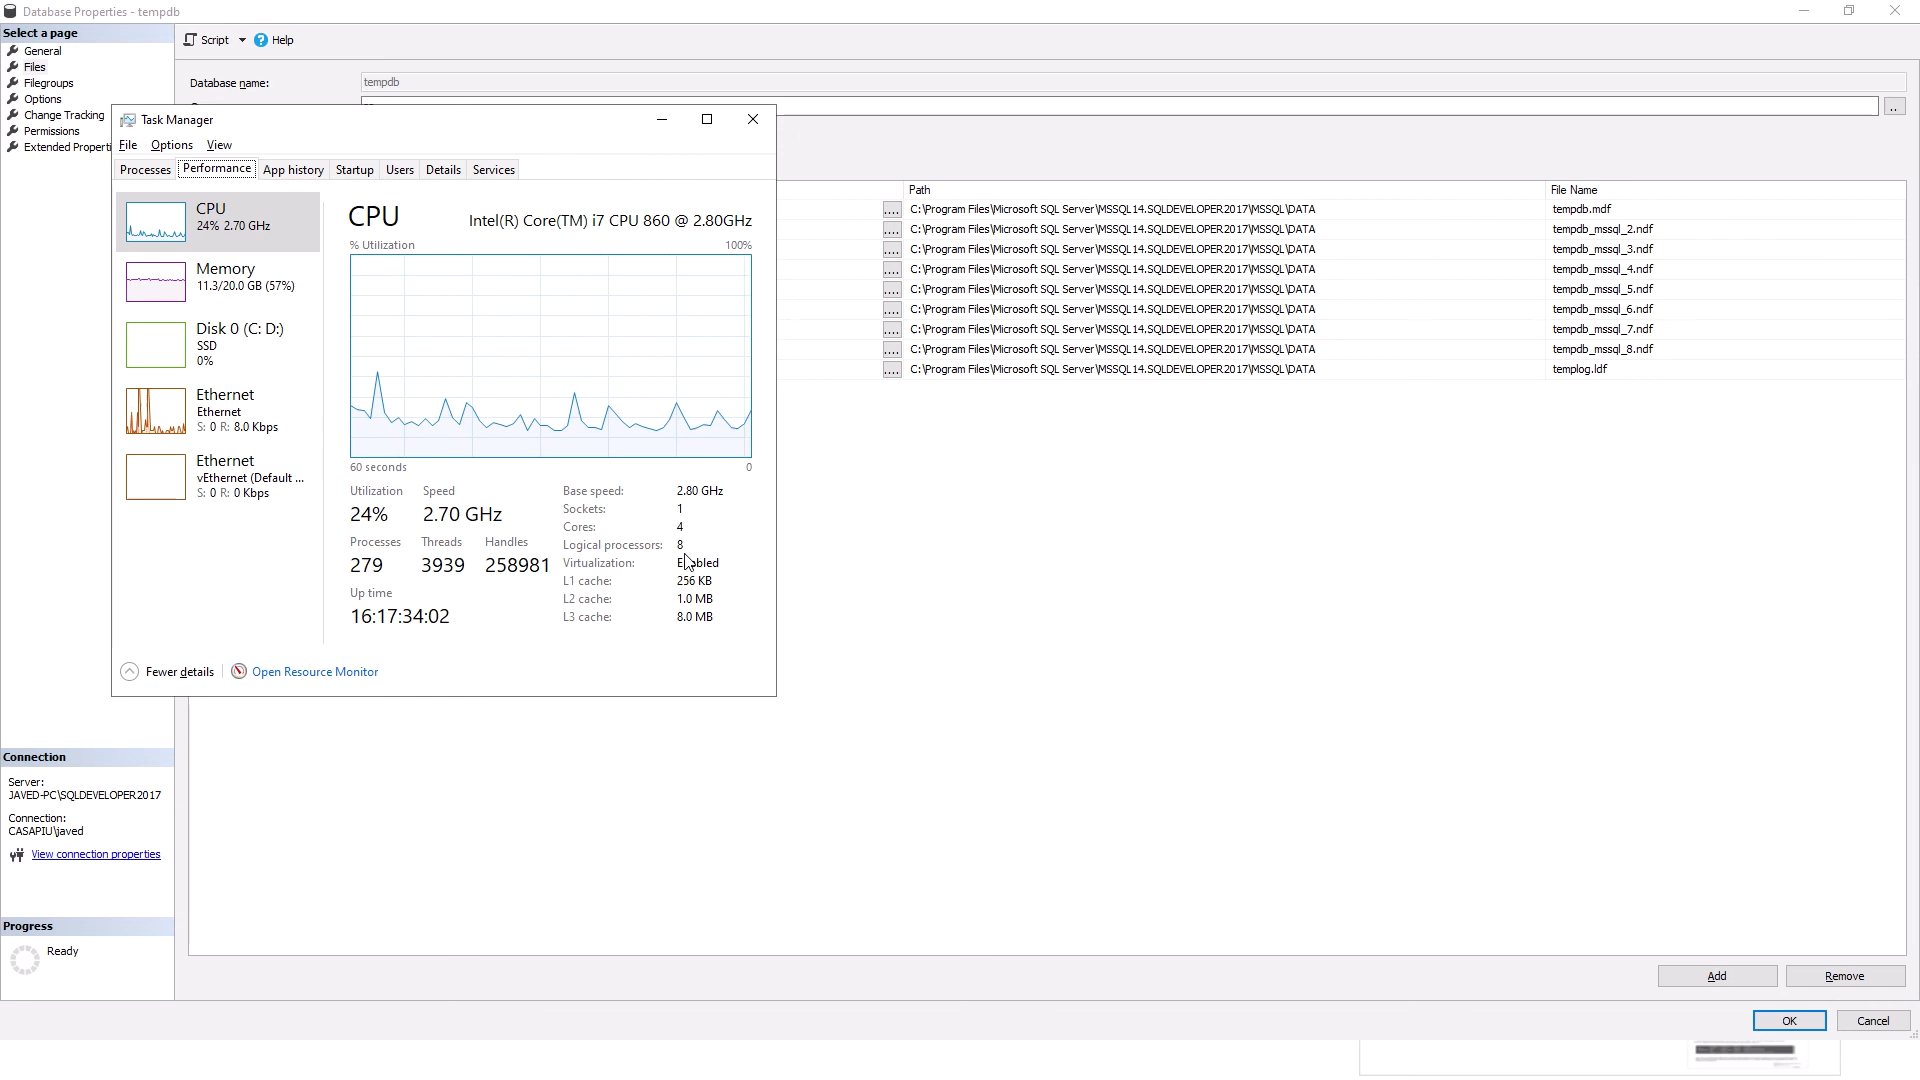 Database Properties - tempdb
Select a page
General
Files
Filegroups
Options
Change Tracking
Permissions
Extended Properti
Script
Help
Database name:
tempdb
..
Task Manager
File Options View
Processes Performance App history Startup Users Details Services
CPU
24% 2.70 GHz
Memory
11.3/20.0 GB (57%)
Disk 0 (C: D:)
SSD
0%
Ethernet
Ethernet
S: 0 R: 8.0 Kbps
Ethernet
vEthernet (Default ...
S: 0 R: 0 Kbps
CPU Intel(R) Core(TM) i7 CPU 860 @ 2.80GHz
% Utilization 100%
60 seconds 0
Utilization Speed
24% 2.70 GHz
Processes Threads Handles
279 3939 258981
Up time
16:17:34:02
Base speed: 2.80 GHz
Sockets: 1
Cores: 4
Logical processors: 8
Virtualization:
L1 cache: 256 KB
L2 cache: 1.0 MB
L3 cache: 8.0 MB
Fewer details Open Resource Monitor
Path File Name
.... C:\Program Files\Microsoft SQL Server\MSSQL14.SQLDEVELOPER2017\MSSQL\DATA tempdb.mdf
.... C:\Program Files\Microsoft SQL Server\MSSQL14.SQLDEVELOPER2017\MSSQL\DATA tempdb_mssql_2.ndf
.... C:\Program Files\Microsoft SQL Server\MSSQL14.SQLDEVELOPER2017\MSSQL\DATA tempdb_mssql_3.ndf
.... C:\Program Files\Microsoft SQL Server\MSSQL14.SQLDEVELOPER2017\MSSQL\DATA tempdb_mssql_4.ndf
.... C:\Program Files\Microsoft SQL Server\MSSQL14.SQLDEVELOPER2017\MSSQL\DATA tempdb_mssql_5.ndf
.... C:\Program Files\Microsoft SQL Server\MSSQL14.SQLDEVELOPER2017\MSSQL\DATA tempdb_mssql_6.ndf
.... C:\Program Files\Microsoft SQL Server\MSSQL14.SQLDEVELOPER2017\MSSQL\DATA tempdb_mssql_7.ndf
.... C:\Program Files\Microsoft SQL Server\MSSQL14.SQLDEVELOPER2017\MSSQL\DATA tempdb_mssql_8.ndf
.... C:\Program Files\Microsoft SQL Server\MSSQL14.SQLDEVELOPER2017\MSSQL\DATA templog.ldf
Connection
Server:
JAVED-PC\SQLDEVELOPER2017
Connection:
CASAPIU\javed
View connection properties
Progress
Ready
Add Remove
OK Cancel